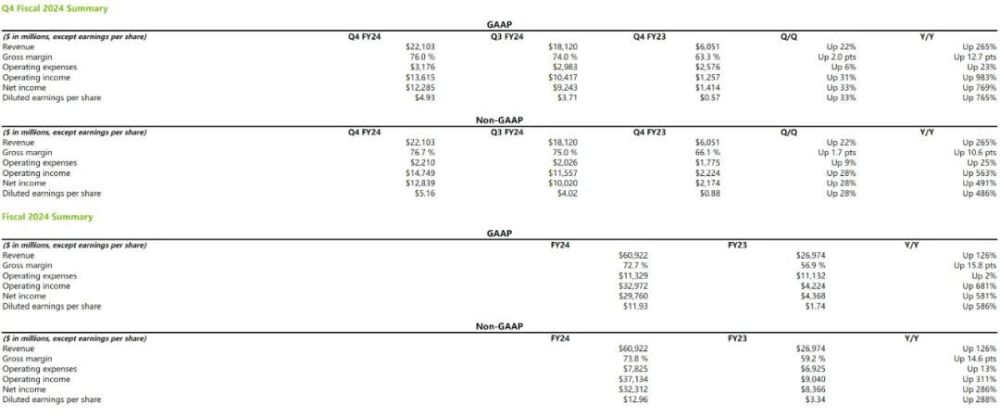 Q4 Fiscal 2024 Summary
GAAP
($ in millions, except earnings per share) Q4 FY24 Q3 FY24 Q4 FY23 Q/Q Y/Y
Revenue $22,103 $18,120 $6,051 Up 22% Up 265%
Gross margin 76.0 % 74.0 % 63.3 % Up 2.0 pts Up 12.7 pts
Operating expenses $3,176 $2,983 $2,576 Up 6% Up 23%
Operating income $13,615 $10,417 $1,257 Up 31% Up 983%
Net income $12,285 $9,243 $1,414 Up 33% Up 769%
Diluted earnings per share $4.93 $3.71 $0.57 Up 33% Up 765%
Non-GAAP
($ in millions, except earnings per share) Q4 FY24 Q3 FY24 Q4 FY23 Q/Q Y/Y
Revenue $22,103 $18,120 $6,051 Up 22% Up 265%
Gross margin 76.7 % 75.0 % 66.1 % Up 1.7 pts Up 10.6 pts
Operating expenses $2,210 $2,026 $1,775 Up 9% Up 25%
Operating income $14,749 $11,557 $2,224 Up 28% Up 563%
Net income $12,839 $10,020 $2,174 Up 28% Up 491%
Diluted earnings per share $5.16 $4.02 $0.88 Up 28% Up 486%
Fiscal 2024 Summary
GAAP
($ in millions, except earnings per share) FY24 FY23 Y/Y
Revenue $60,922 $26,974 Up 126%
Gross margin 72.7 % 56.9 % Up 15.8 pts
Operating expenses $11,329 $11,132 Up 2%
Operating income $32,972 $4,224 Up 681%
Net income $29,760 $4,368 Up 581%
Diluted earnings per share $11.93 $1.74 Up 586%
Non-GAAP
($ in millions, except earnings per share) FY24 FY23 Y/Y
Revenue $60,922 $26,974 Up 126%
Gross margin 73.8 % 59.2 % Up 14.6 pts
Operating expenses $7,825 $6,925 Up 13%
Operating income $37,134 $9,040 Up 311%
Net income $32,312 $8,366 Up 286%
Diluted earnings per share $12.96 $3.34 Up 288%